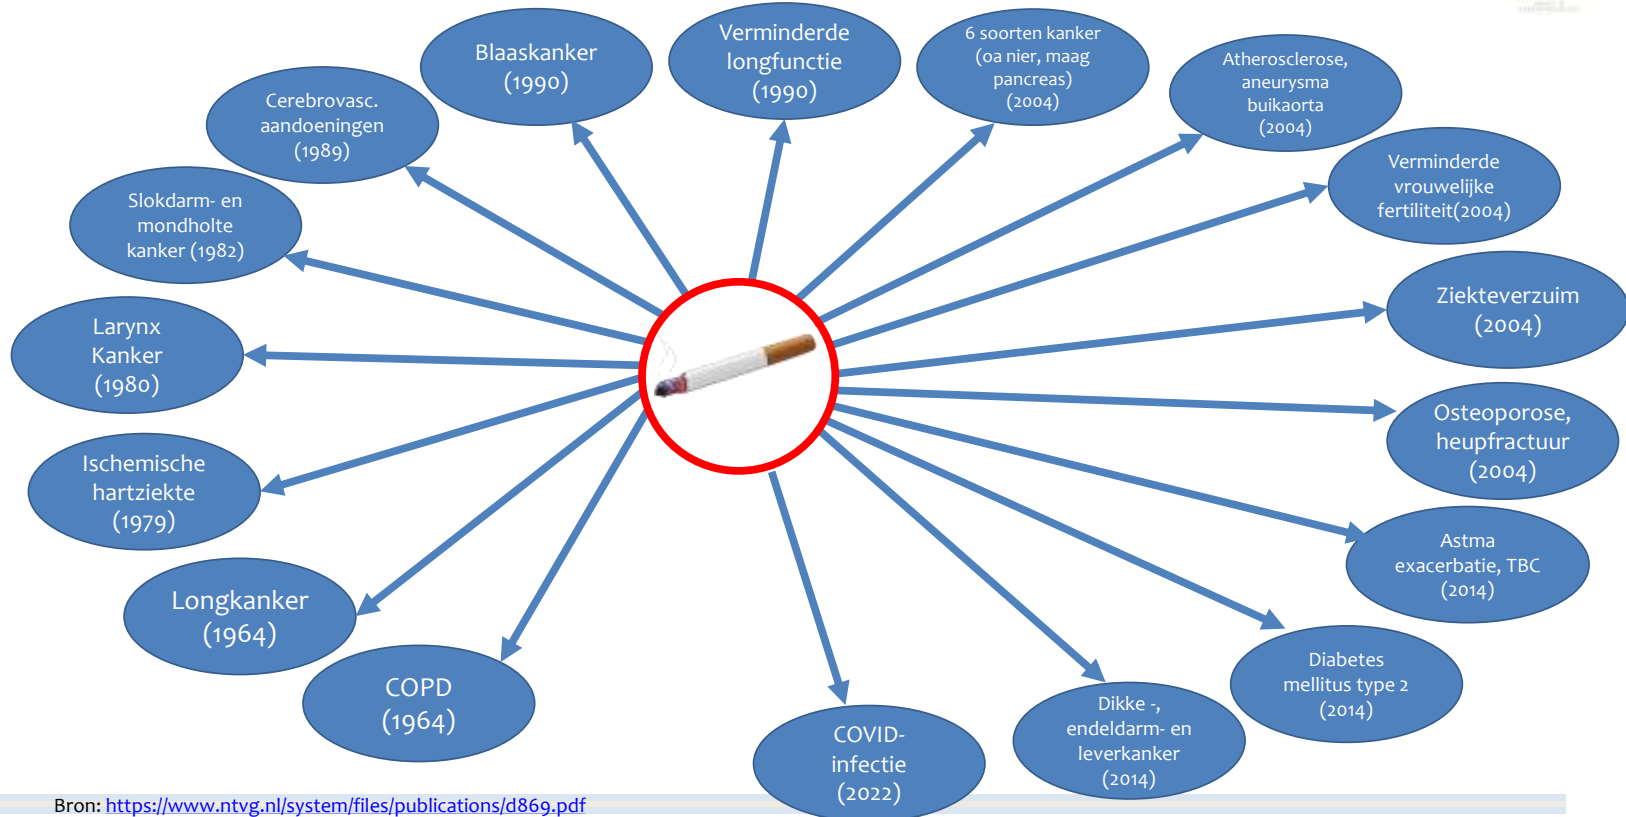 COPD
(1964)
Longkanker
(1964)
Ischemische
hartziekte
(1979)
Larynx
Kanker
(1980)
Slokdarm- en
mondholte
kanker (1982)
Cerebrovasc.
aandoeningen
(1989)
Blaaskanker
(1990)
Verminderde
longfunctie
(1990)
6 soorten kanker
(oa nier, maag
pancreas)
(2004)
Atherosclerose,
aneurysma
buikaorta
(2004)
Verminderde
vrouwelijke
fertiliteit(2004)
Ziekteverzuim
(2004)
Osteoporose,
heupfractuur
(2004)
Astma
exacerbatie, TBC
(2014)
Diabetes
mellitus type 2
(2014)
Dikke -,
endeldarm- en
leverkanker
(2014)
COVID-
infectie
(2022)
Bron: https://www.ntvg.nl/system/files/publications/d869.pdf